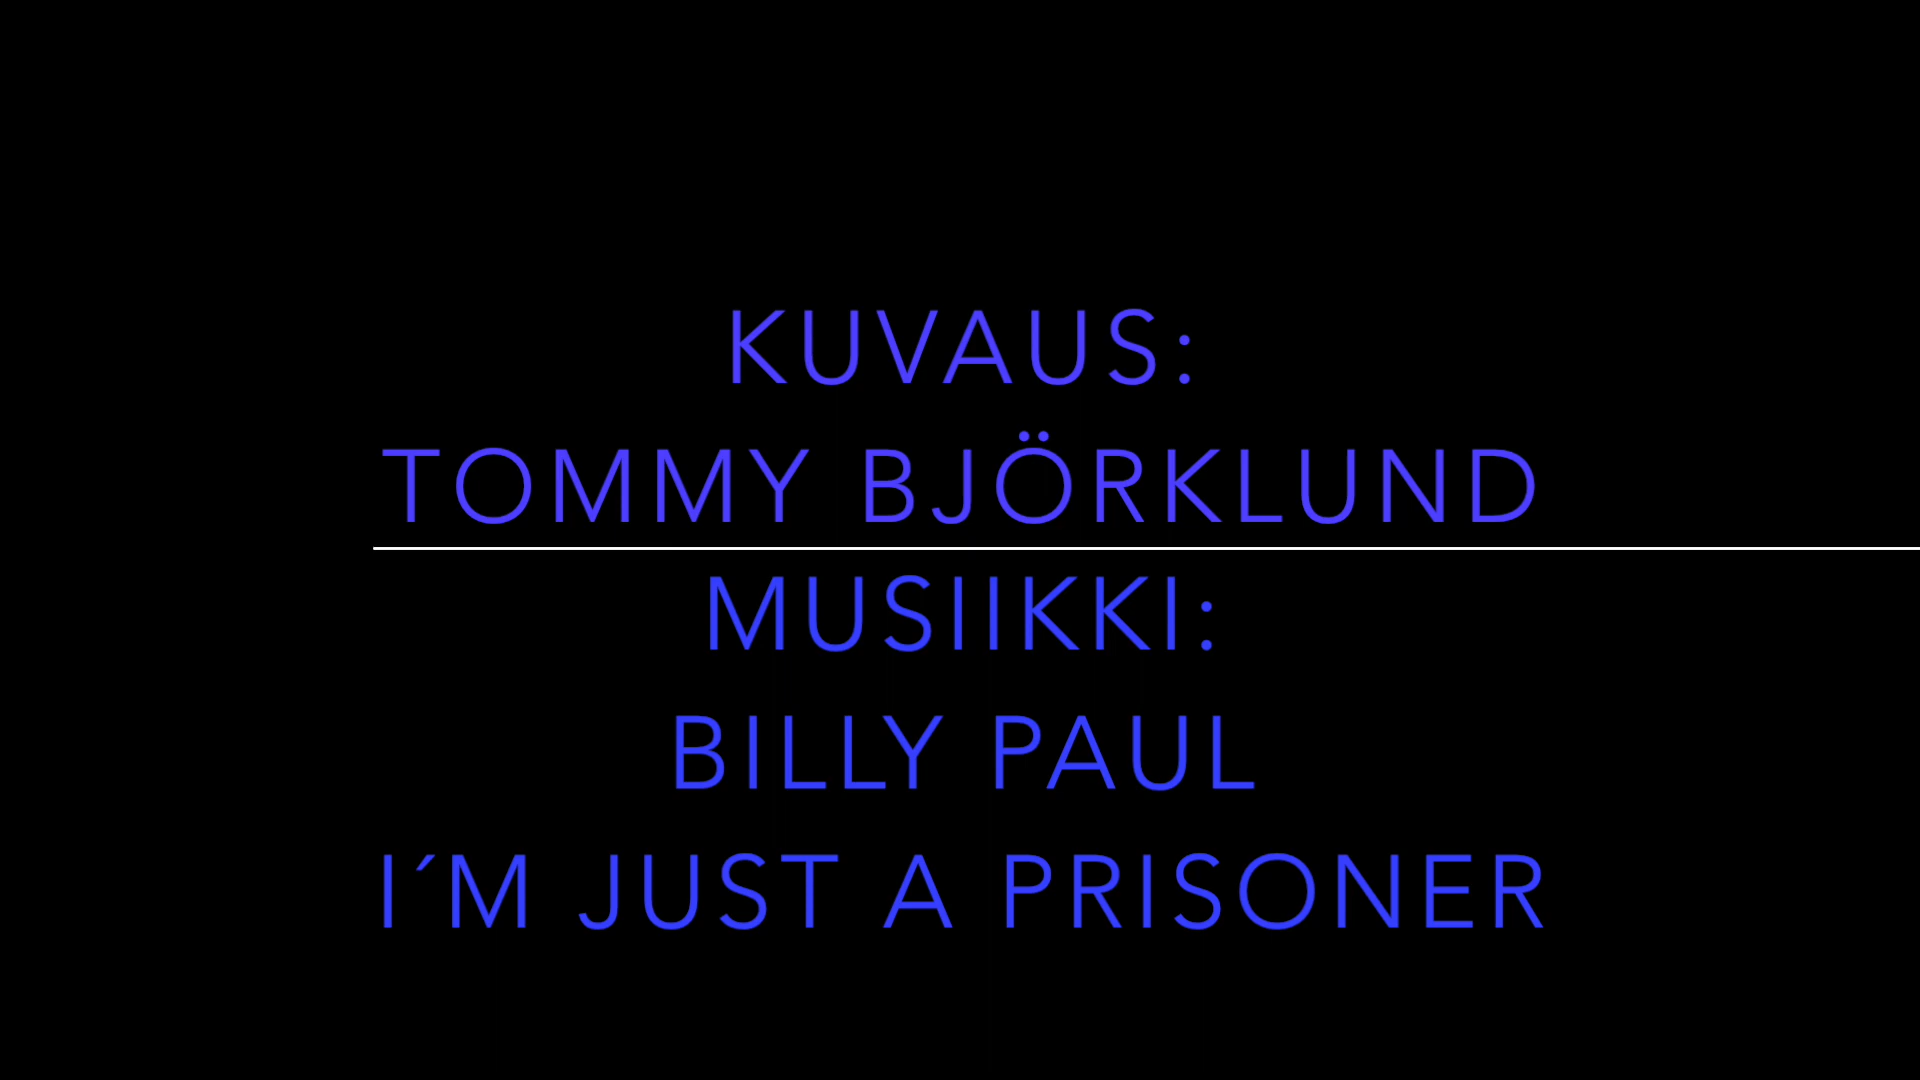 KUVAUS:
TOMMY BJÖRKLUND
MUSIIKKI:
BILLY PAUL
I´M JUST A PRISONER